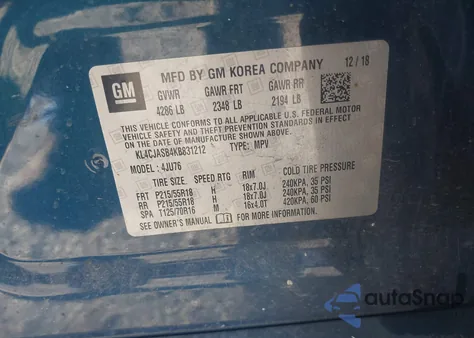 GM
MFD BY GM KOREA COMPANY 12/18
GVWR GAWR FRT GAWR RR
4286 LB 2348 LB 2194 LB
THIS VEHICLE CONFORMS TO ALL APPLICABLE U.S. FEDERAL MOTOR
VEHICLE SAFETY, BUMPER, AND THEFT PREVENTION STANDARDS IN EFFECT
ON THE DATE OF MANUFACTURE SHOWN ABOVE.
KL4CJASB4KB831212 TYPE: MPV
MODEL: 4JU76
TIRE SIZE SPEED RTG RIM COLD TIRE PRESSURE
FRT P215/55R18 H 18x7.0J 240KPA, 35 PSI
RR P215/55R18 H 18x7.0J 240KPA, 35 PSI
SPA T125/70R16 M 16x4.0T 420KPA, 60 PSI
SEE OWNER'S MANUAL FOR MORE INFORMATION.
autoSnap